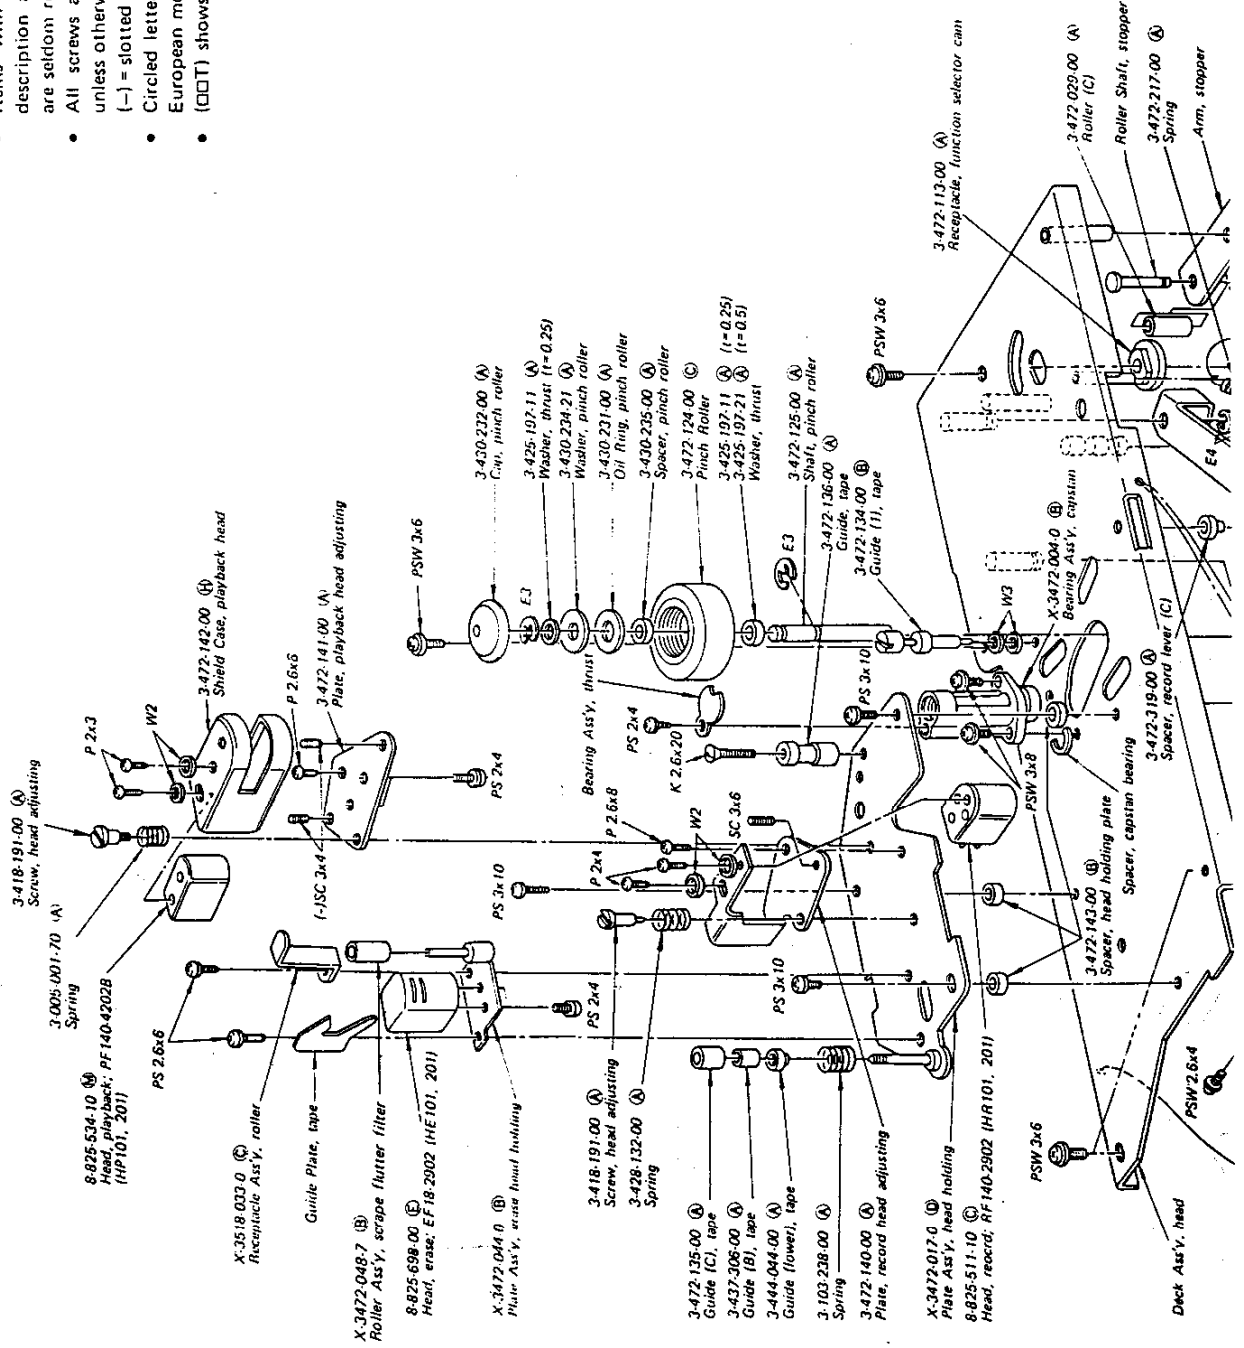 description
are seldom
• All screws
unless
(–) = slotted
• Circled
European
• (□□T) shows
3-418-191-00 Ⓐ
Screw, head adjusting
3-005-001-70 (A)
Spring
8-825-534-10 Ⓜ
Head, playback; PF140-4202B
(HP101, 201)
P 2x3
W2
3-472-142-00 Ⓗ
Shield Case, playback head
P 2.6x6
3-472-141-00 (A)
Plate, playback head adjusting
(-)SC 3x4
PS 2x4
PS 2.6x6
X-3518-033-0 Ⓒ
Receptacle Ass'y, roller
Guide Plate, tape
X-3472-048-7 Ⓑ
Roller Ass'y, scrape flutter filter
8-825-698-00 Ⓔ
Head, erase; EF18-2902 (HE101, 201)
X-3472-044-0 Ⓑ
Plate Ass'y, erase head holding
PS 2x4
PSW 3x6
3-430-232-00 Ⓐ
Cap, pinch roller
E3
3-425-197-11 Ⓐ
Washer, thrust (t=0.25)
3-430-234-21 Ⓐ
Washer, pinch roller
3-430-231-00 Ⓐ
Oil Ring, pinch roller
3-430-235-00 Ⓐ
Spacer, pinch roller
3-472-124-00 Ⓒ
Pinch Roller
3-425-197-11 Ⓐ (t=0.25)
3-425-197-21 Ⓐ (t=0.5)
Washer, thrust
3-472-125-00 Ⓐ
Shaft, pinch roller
E3
3-472-136-00 Ⓐ
Guide, tape
3-472-134-00 Ⓑ
Guide (1), tape
W3
X-3472-004-0 Ⓑ
Bearing Ass'y, capstan
Bearing Ass'y, thrust
PS 2x4
K 2.6x20
PS 3x10
P 2.6x8
P 2x4
W2
SC 3x6
PS 3x10
3-418-191-00 Ⓐ
Screw, head adjusting
3-428-132-00 Ⓐ
Spring
PS 3x10
3-472-135-00 Ⓐ
Guide (C), tape
3-437-306-00 Ⓐ
Guide (B), tape
3-444-044-00 Ⓐ
Guide (lower), tape
3-103-238-00 Ⓐ
Spring
3-472-140-00 Ⓐ
Plate, record head adjusting
X-3472-017-0
Plate Ass'y, head holding
8-825-511-10 Ⓒ
Head, reocrd; RF140-2902 (HR101, 201)
PSW 3x8
3-472-143-00 Ⓑ
Spacer, head holding plate
Spacer, capstan bearing
3-472-319-00 Ⓐ
Spacer, record lever (C)
PSW 3x6
3-472-113-00 Ⓐ
Receptacle, function selector cam
3-472-029-00 (A)
Roller (C)
Roller Shaft, stopper
3-472-217-00 Ⓐ
Spring
Arm, stopper
E4
PSW 3x6
PSW 2.6x4
Deck Ass'y, head